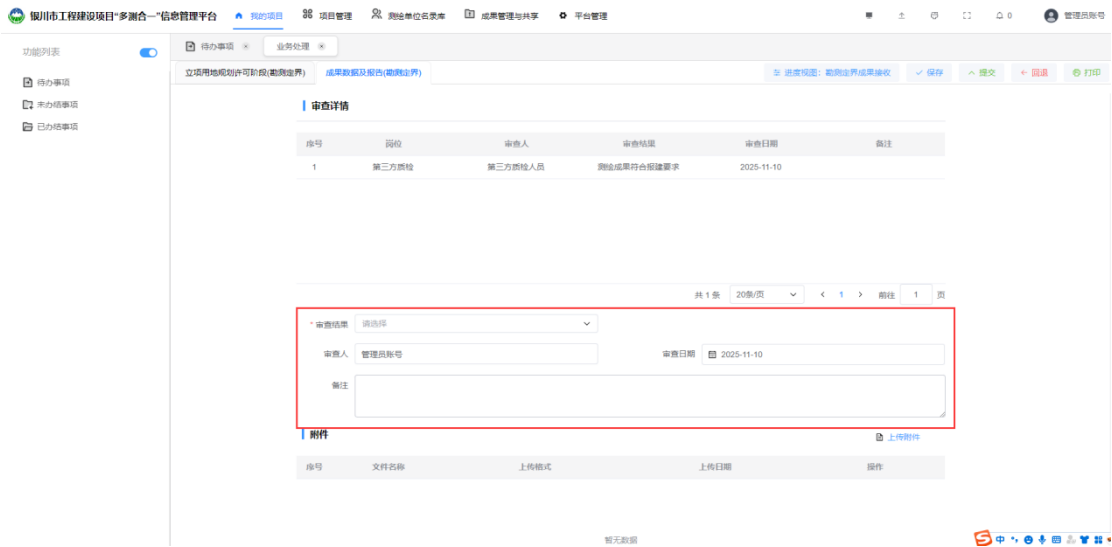 银川市工程建设项目“多测合一”信息管理平台 我的项目 项目管理 测绘单位名录库 成果管理与共享 平台管理 0 管理员账号
功能列表
待办事项
未办结事项
已办结事项
待办事项 × 业务处理 ×
立项用地规划许可阶段(勘测定界) 成果数据及报告(勘测定界) 进度视图：勘测定界成果接收 保存 提交 回退 打印
审查详情
序号 岗位 审查人 审查结果 审查日期 备注
1 第三方质检 第三方质检人员 测绘成果符合报建要求 2025-11-10
共 1 条 20条/页 < 1 > 前往 1 页
* 审查结果 请选择
审查人 管理员账号 审查日期 2025-11-10
备注
附件 上传附件
序号 文件名称 上传格式 上传日期 操作
暂无数据
中